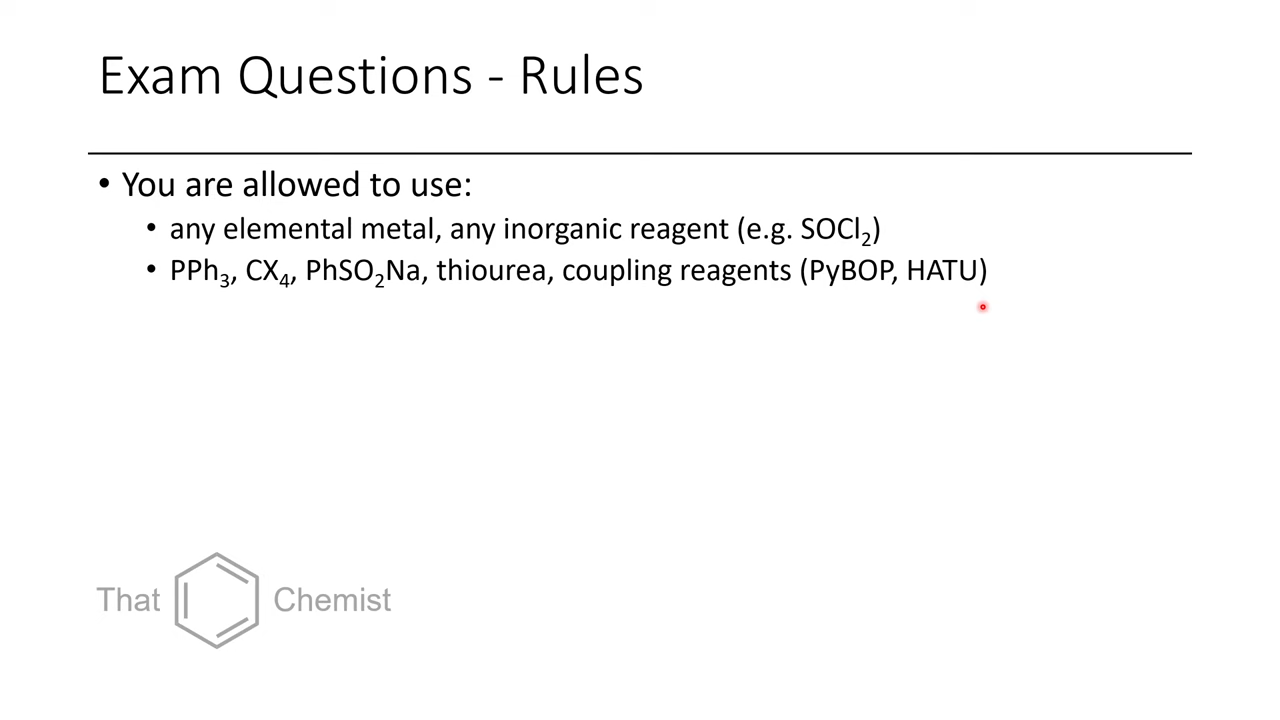 Exam Questions - Rules
• You are allowed to use:
• any elemental metal, any inorganic reagent (e.g. SOCl₂)
• PPh₃, CX₄, PhSO₂Na, thiourea, coupling reagents (PyBOP, HATU)
That Chemist